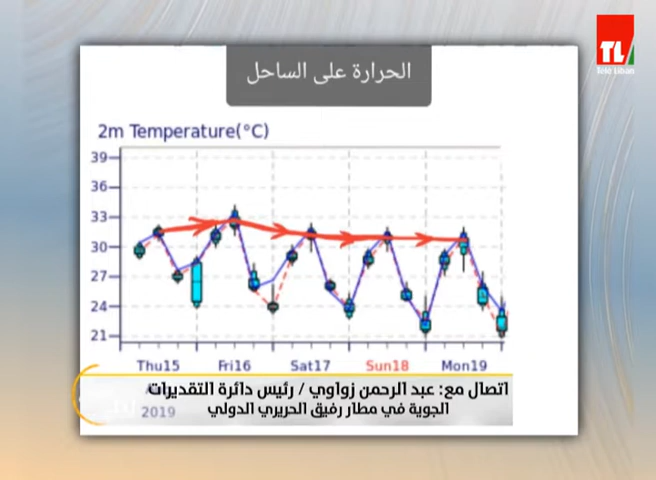 TL
Télé Liban
الحرارة على الساحل
2m Temperature(°C)
39
36
33
30
27
24
21
Thu15 Fri16 Sat17 Sun18 Mon19
2019
اتصال مع: عبد الرحمن زواوي / رئيس دائرة التقديرات
الجوية في مطار رفيق الحريري الدولي